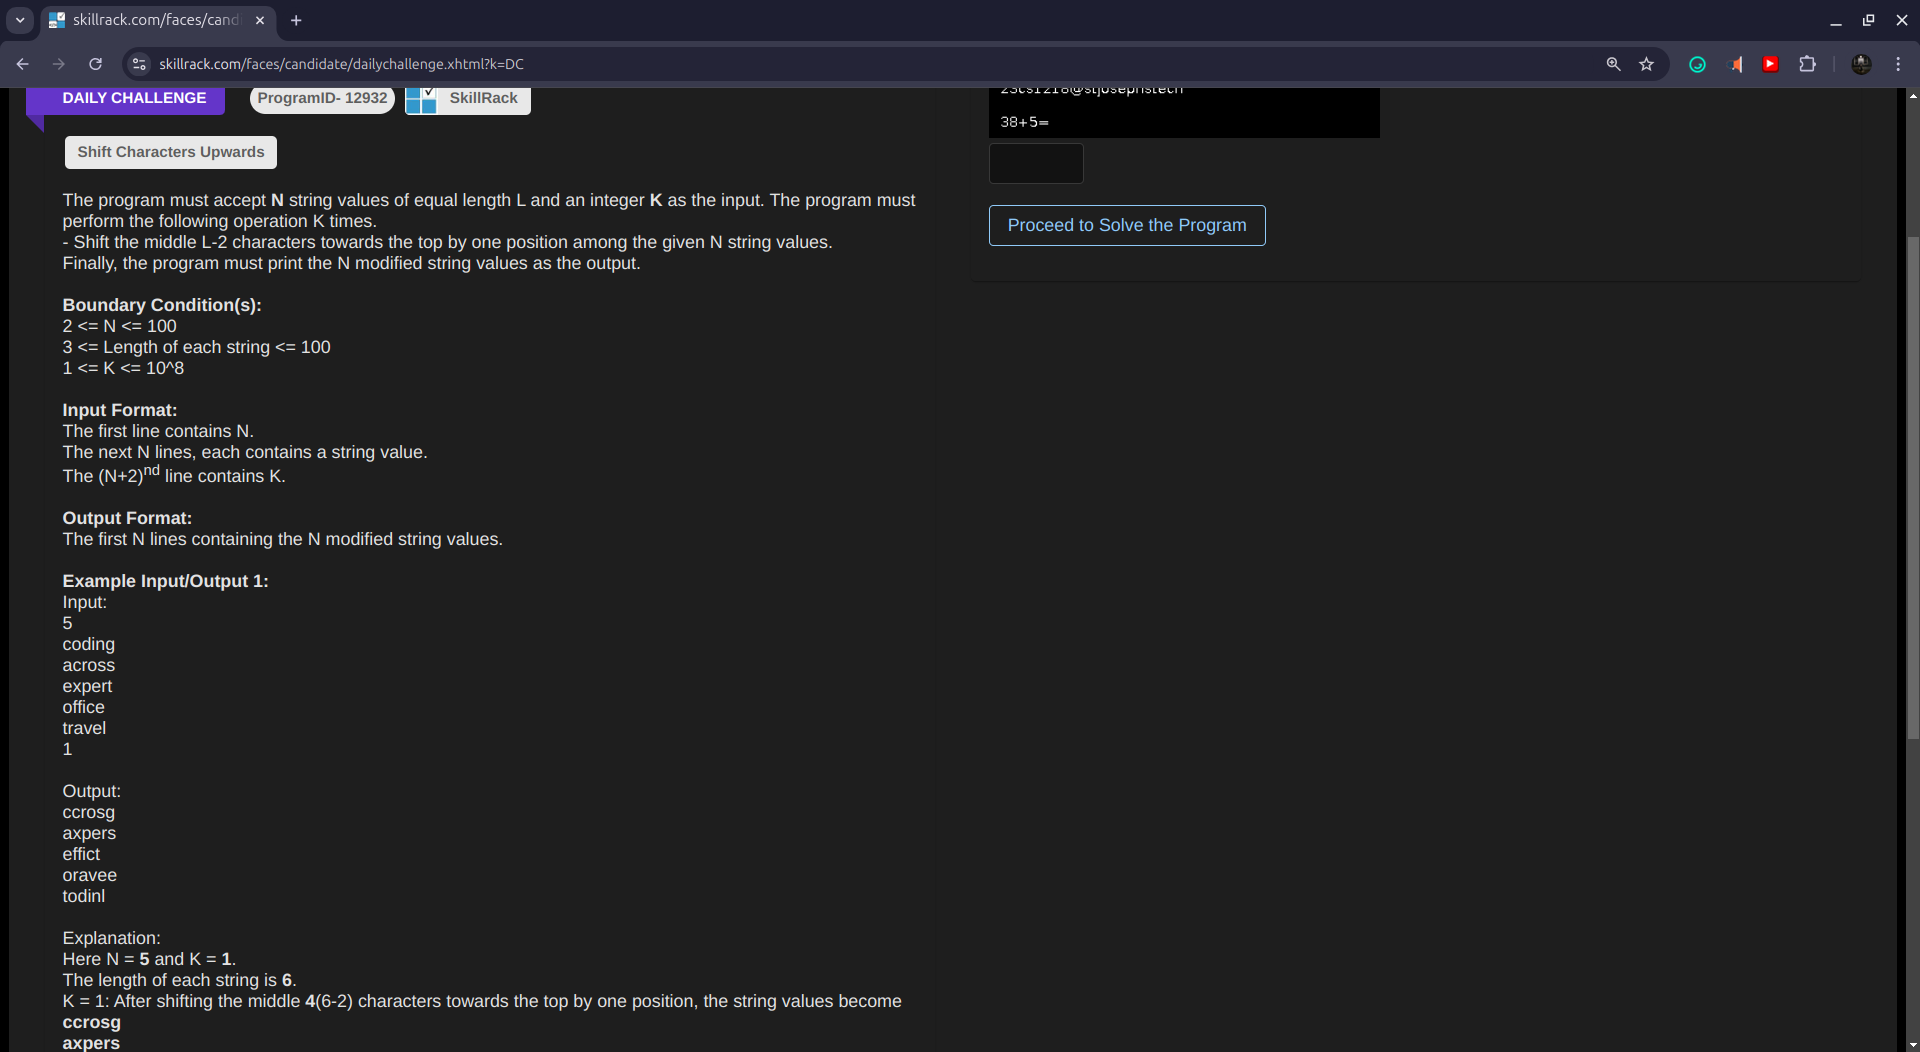 skillrack.com/faces/cand
skillrack.com/faces/candidate/dailychallenge.xhtml?k=DC
DAILY CHALLENGE
ProgramID- 12932
SkillRack
Shift Characters Upwards
The program must accept N string values of equal length L and an integer K as the input. The program must
perform the following operation K times.
- Shift the middle L-2 characters towards the top by one position among the given N string values.
Finally, the program must print the N modified string values as the output.
Boundary Condition(s):
2 <= N <= 100
3 <= Length of each string <= 100
1 <= K <= 10^8
Input Format:
The first line contains N.
The next N lines, each contains a string value.
The (N+2)nd line contains K.
Output Format:
The first N lines containing the N modified string values.
Example Input/Output 1:
Input:
5
coding
across
expert
office
travel
1
Output:
ccrosg
axpers
effict
oravee
todinl
Explanation:
Here N = 5 and K = 1.
The length of each string is 6.
K = 1: After shifting the middle 4(6-2) characters towards the top by one position, the string values become
ccrosg
axpers
38+5=
Proceed to Solve the Program